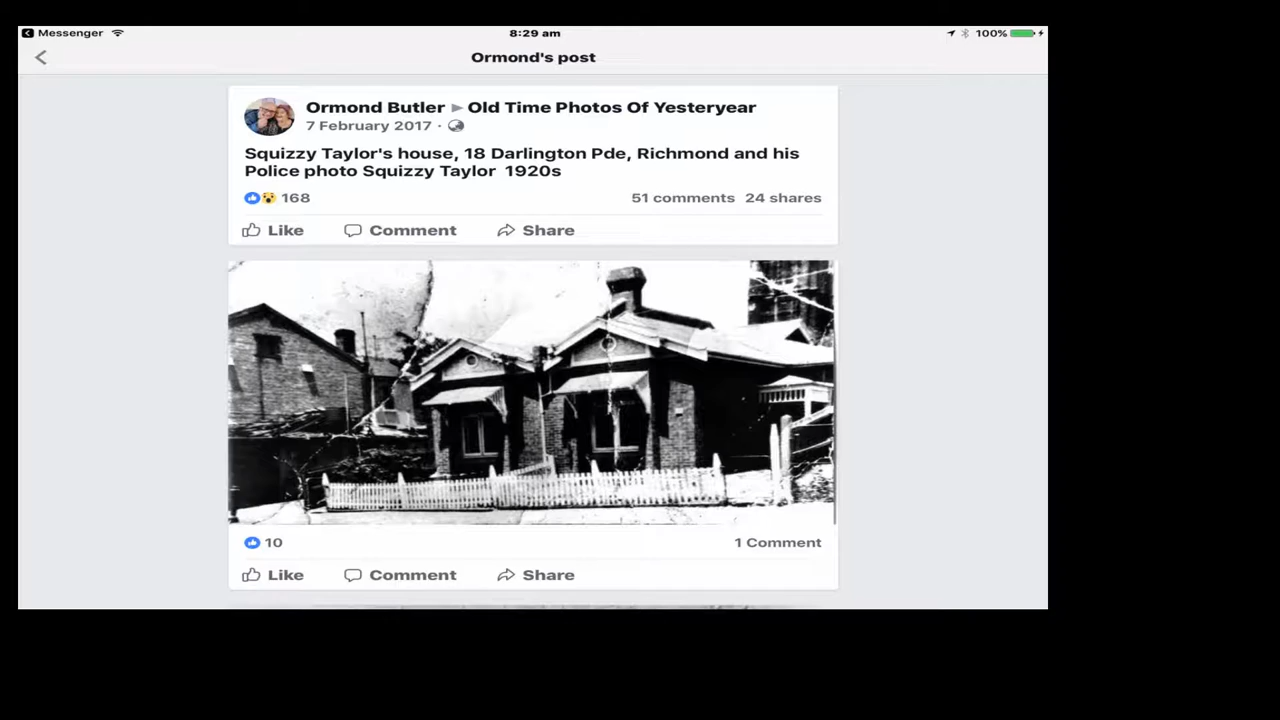 Messenger 8:29 am 100%
Ormond's post
Ormond Butler ▶ Old Time Photos Of Yesteryear
7 February 2017 ·
Squizzy Taylor's house, 18 Darlington Pde, Richmond and his
Police photo Squizzy Taylor 1920s
168 51 comments 24 shares
Like Comment Share
10 1 Comment
Like Comment Share